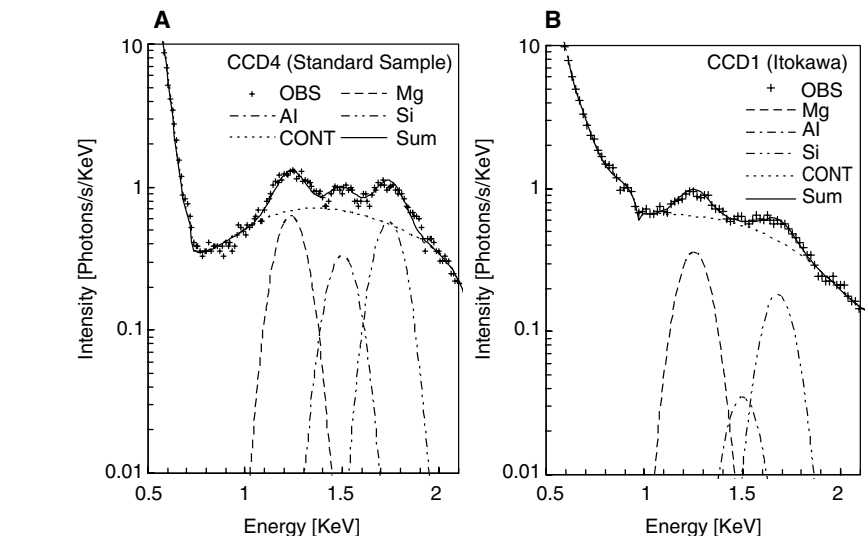 A
10
1
0.1
0.01
Intensity [Photons/s/KeV]
CCD4 (Standard Sample)
OBS
Mg
Al
Si
CONT
Sum
0.5
1
1.5
2
Energy [KeV]
B
10
1
0.1
0.01
Intensity [Photons/s/KeV]
CCD1 (Itokawa)
OBS
Mg
Al
Si
CONT
Sum
0.5
1
1.5
2
Energy [KeV]